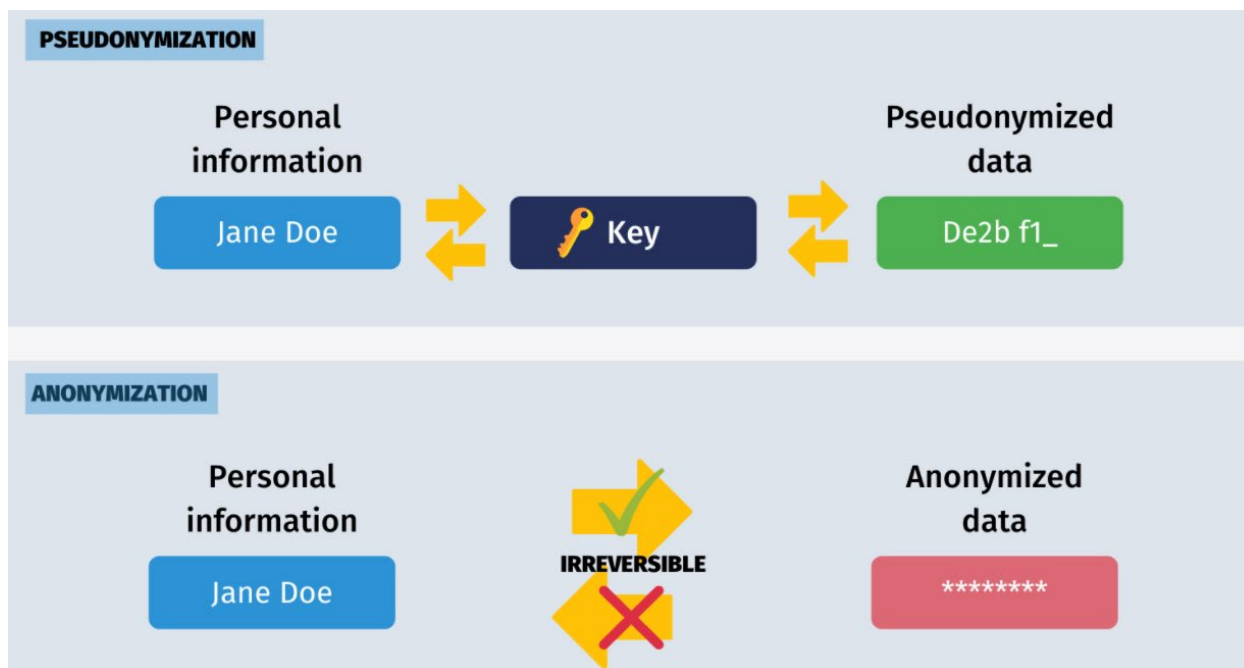 PSEUDONYMIZATION
Personal
information
Pseudonymized
data
Jane Doe
Key
De2b f1_
ANONYMIZATION
Personal
information
Anonymized
data
IRREVERSIBLE
Jane Doe
********